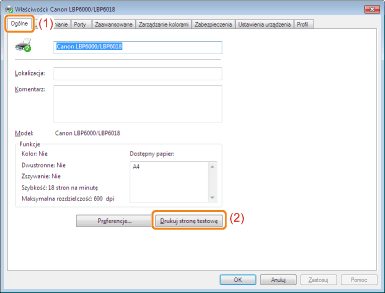 Właściwości: Canon LBP6000/LBP6018
Ogólne (1) Porty Zaawansowane Zarządzanie kolorami Zabezpieczenia Ustawienia urządzenia Profil
Canon LBP6000/LBP6018
Lokalizacja:
Komentarz:
Model: Canon LBP6000/LBP6018
Funkcje
Kolor: Nie Dostępny papier:
Dwustronne: Nie A4
Zszywanie: Nie
Szybkość: 18 stron na minutę
Maksymalna rozdzielczość: 600 dpi
Preferencje... Drukuj stronę testową (2)
OK Anuluj Zastosuj Pomoc